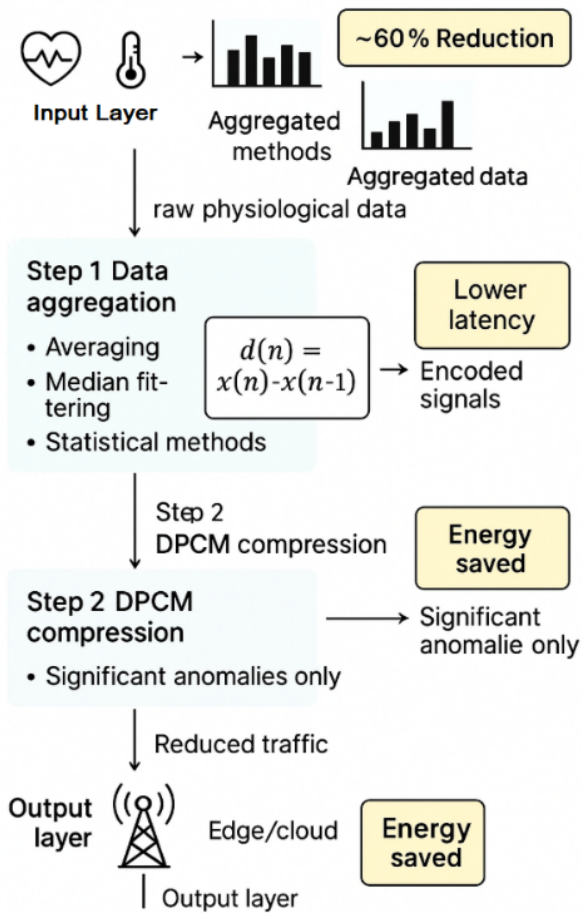 ~60 % Reduction
Input Layer
Aggregated
methods
Aggregated data
raw physiological data
Step 1 Data
aggregation
• Averaging
• Median fit-
tering
• Statistical methods
d(n) =
x(n)-x(n-1)
Lower
latency
Encoded
signals
Step 2
DPCM compression
Energy
saved
Step 2 DPCM
compression
• Significant anomalies only
Significant
anomalie only
Reduced traffic
Output
layer
Edge/cloud
Energy
saved
Output layer